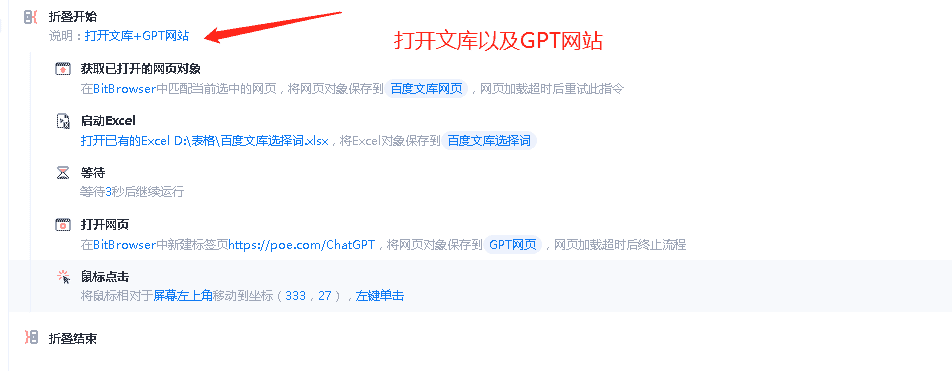 折叠开始
说明：打开文库+GPT网站
打开文库以及GPT网站
获取已打开的网页对象
在BitBrowser中匹配当前选中的网页，将网页对象保存到 百度文库网页 ，网页加载超时后重试此指令
启动Excel
打开已有的Excel D:\表格\百度文库选择词.xlsx，将Excel对象保存到 百度文库选择词
等待
等待3秒后继续运行
打开网页
在BitBrowser中新建标签页https://poe.com/ChatGPT，将网页对象保存到 GPT网页 ，网页加载超时后终止流程
鼠标点击
将鼠标相对于屏幕左上角移动到坐标（333，27），左键单击
折叠结束